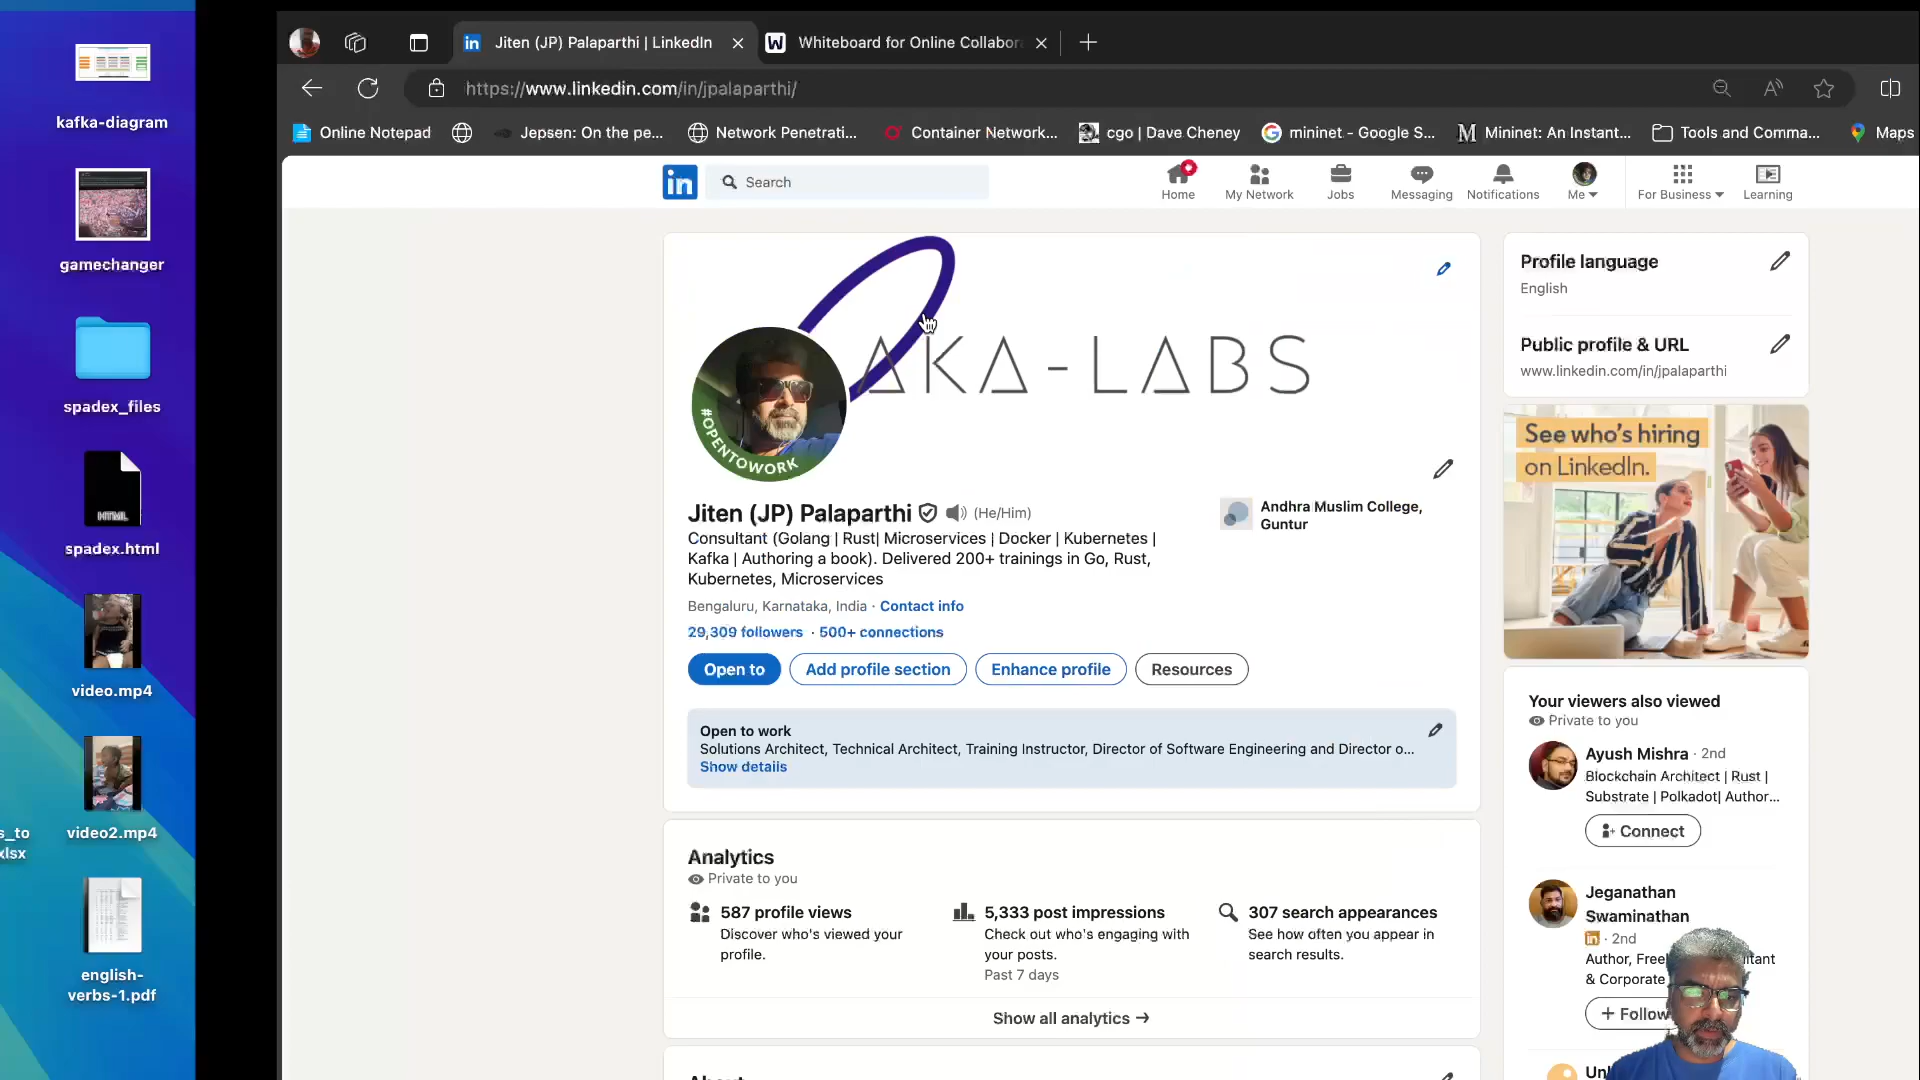 kafka-diagram
gamechanger
spadex_files
HTML
spadex.html
video.mp4
s_to
xlsx
video2.mp4
english-
verbs-1.pdf
Jiten (JP) Palaparthi | LinkedIn
Whiteboard for Online Collabor
https://www.linkedin.com/in/jpalaparthi/
Online Notepad
Jepsen: On the pe...
Network Penetrati...
Container Network...
cgo | Dave Cheney
mininet - Google S...
Mininet: An Instant...
Tools and Comma...
Maps
in
Search
Home
My Network
Jobs
Messaging
Notifications
Me
For Business
Learning
AKA-LABS
#OPENTOWORK
Jiten (JP) Palaparthi (He/Him)
Consultant (Golang | Rust| Microservices | Docker | Kubernetes |
Kafka | Authoring a book). Delivered 200+ trainings in Go, Rust,
Kubernetes, Microservices
Andhra Muslim College,
Guntur
Bengaluru, Karnataka, India · Contact info
29,309 followers · 500+ connections
Open to
Add profile section
Enhance profile
Resources
Open to work
Solutions Architect, Technical Architect, Training Instructor, Director of Software Engineering and Director o...
Show details
Analytics
Private to you
587 profile views
Discover who's viewed your
profile.
5,333 post impressions
Check out who's engaging with
your posts.
Past 7 days
307 search appearances
See how often you appear in
search results.
Show all analytics →
Profile language
English
Public profile & URL
www.linkedin.com/in/jpalaparthi
See who's hiring
on LinkedIn.
Your viewers also viewed
Private to you
Ayush Mishra · 2nd
Blockchain Architect | Rust |
Substrate | Polkadot| Author...
Connect
Jeganathan
Swaminathan
in · 2nd
Author, Free
& Corporate
+ Follow